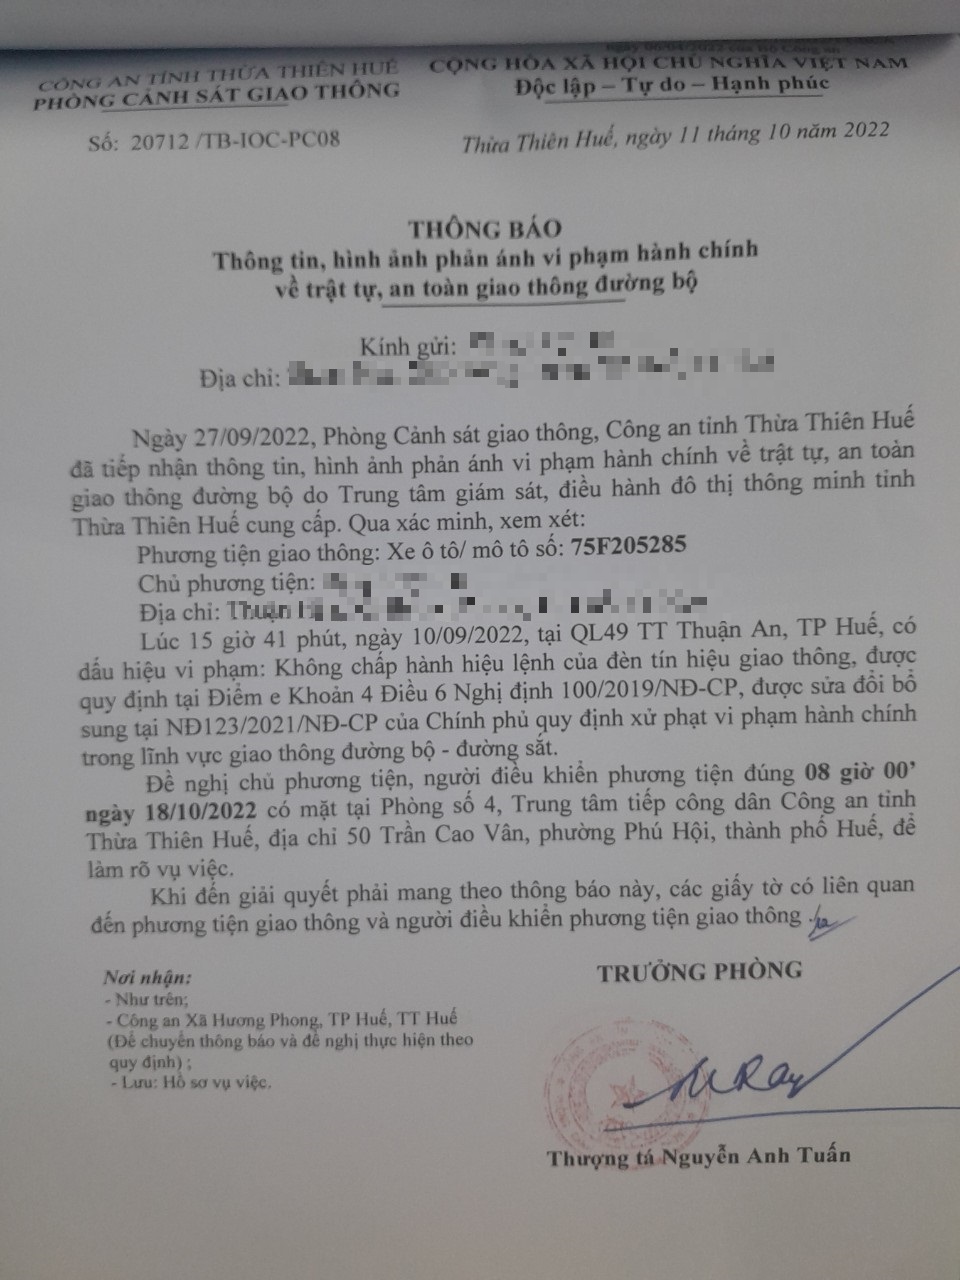 CÔNG AN TỈNH THỪA THIÊN HUẾ
PHÒNG CẢNH SÁT GIAO THÔNG
CỘNG HÒA XÃ HỘI CHỦ NGHĨA VIỆT NAM
Độc lập – Tự do – Hạnh phúc
Số: 20712 /TB-IOC-PC08
Thừa Thiên Huế, ngày 11 tháng 10 năm 2022
THÔNG BÁO
Thông tin, hình ảnh phản ánh vi phạm hành chính
về trật tự, an toàn giao thông đường bộ
Kính gửi:
Địa chỉ:
Ngày 27/09/2022, Phòng Cảnh sát giao thông, Công an tỉnh Thừa Thiên Huế
đã tiếp nhận thông tin, hình ảnh phản ánh vi phạm hành chính về trật tự, an toàn
giao thông đường bộ do Trung tâm giám sát, điều hành đô thị thông minh tỉnh
Thừa Thiên Huế cung cấp. Qua xác minh, xem xét:
Phương tiện giao thông: Xe ô tô/ mô tô số: 75F205285
Chủ phương tiện:
Địa chỉ: Thuận
Lúc 15 giờ 41 phút, ngày 10/09/2022, tại QL49 TT Thuận An, TP Huế, có
dấu hiệu vi phạm: Không chấp hành hiệu lệnh của đèn tín hiệu giao thông, được
quy định tại Điểm e Khoản 4 Điều 6 Nghị định 100/2019/NĐ-CP, được sửa đổi bổ
sung tại NĐ123/2021/NĐ-CP của Chính phủ quy định xử phạt vi phạm hành chính
trong lĩnh vực giao thông đường bộ - đường sắt.
Đề nghị chủ phương tiện, người điều khiển phương tiện đúng 08 giờ 00’
ngày 18/10/2022 có mặt tại Phòng số 4, Trung tâm tiếp công dân Công an tỉnh
Thừa Thiên Huế, địa chỉ 50 Trần Cao Vân, phường Phú Hội, thành phố Huế, để
làm rõ vụ việc.
Khi đến giải quyết phải mang theo thông báo này, các giấy tờ có liên quan
đến phương tiện giao thông và người điều khiển phương tiện giao thông
Nơi nhận:
- Như trên;
- Công an Xã Hương Phong, TP Huế, TT Huế
(Để chuyển thông báo và đề nghị thực hiện theo
quy định) ;
- Lưu: Hồ sơ vụ việc.
TRƯỞNG PHÒNG
Thượng tá Nguyễn Anh Tuấn